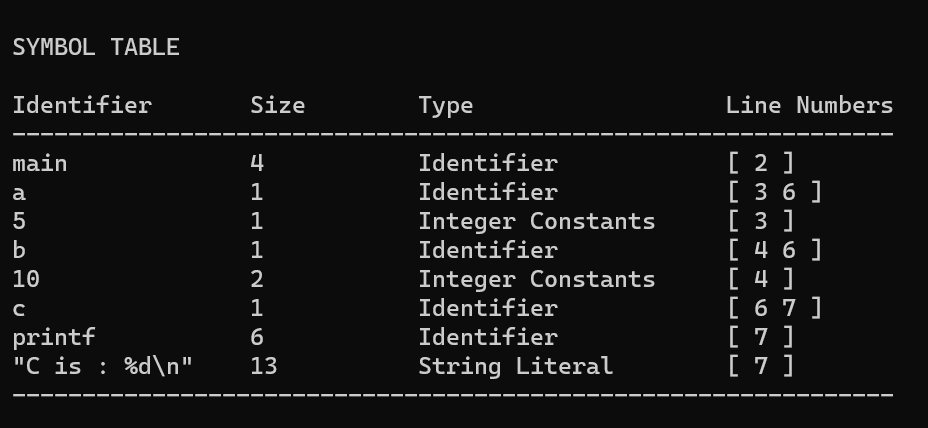 SYMBOL TABLE
Identifier Size Type Line Numbers
---------------------------------------------------------------
main 4 Identifier [ 2 ]
a 1 Identifier [ 3 6 ]
5 1 Integer Constants [ 3 ]
b 1 Identifier [ 4 6 ]
10 2 Integer Constants [ 4 ]
c 1 Identifier [ 6 7 ]
printf 6 Identifier [ 7 ]
"C is : %d\n" 13 String Literal [ 7 ]
---------------------------------------------------------------